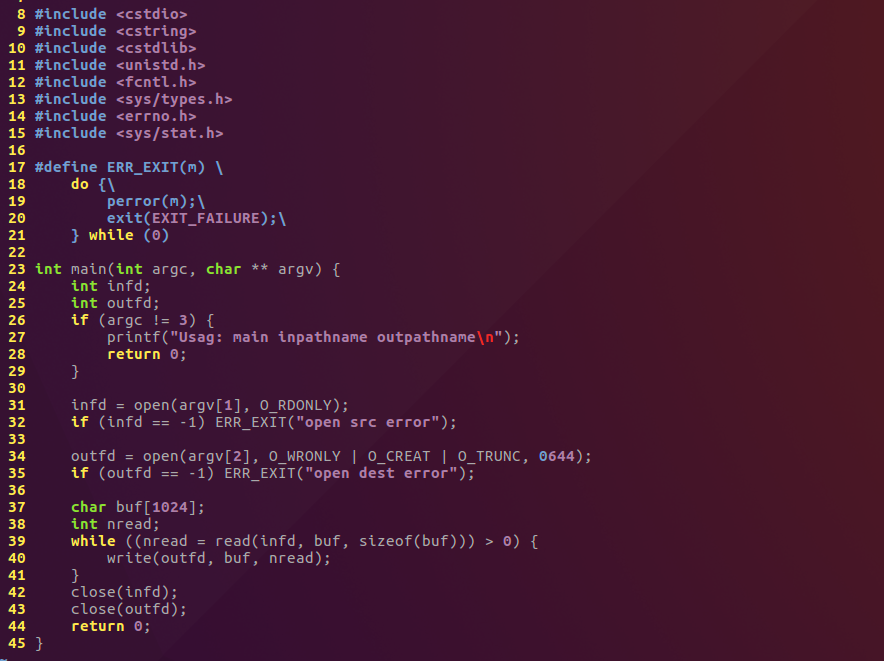 8 #include <cstdio>
9 #include <cstring>
10 #include <cstdlib>
11 #include <unistd.h>
12 #include <fcntl.h>
13 #include <sys/types.h>
14 #include <errno.h>
15 #include <sys/stat.h>
16
17 #define ERR_EXIT(m) \
18     do {\
19         perror(m);\
20         exit(EXIT_FAILURE);\
21     } while (0)
22
23 int main(int argc, char ** argv) {
24     int infd;
25     int outfd;
26     if (argc != 3) {
27         printf("Usag: main inpathname outpathname\n");
28         return 0;
29     }
30
31     infd = open(argv[1], O_RDONLY);
32     if (infd == -1) ERR_EXIT("open src error");
33
34     outfd = open(argv[2], O_WRONLY | O_CREAT | O_TRUNC, 0644);
35     if (outfd == -1) ERR_EXIT("open dest error");
36
37     char buf[1024];
38     int nread;
39     while ((nread = read(infd, buf, sizeof(buf))) > 0) {
40         write(outfd, buf, nread);
41     }
42     close(infd);
43     close(outfd);
44     return 0;
45 }